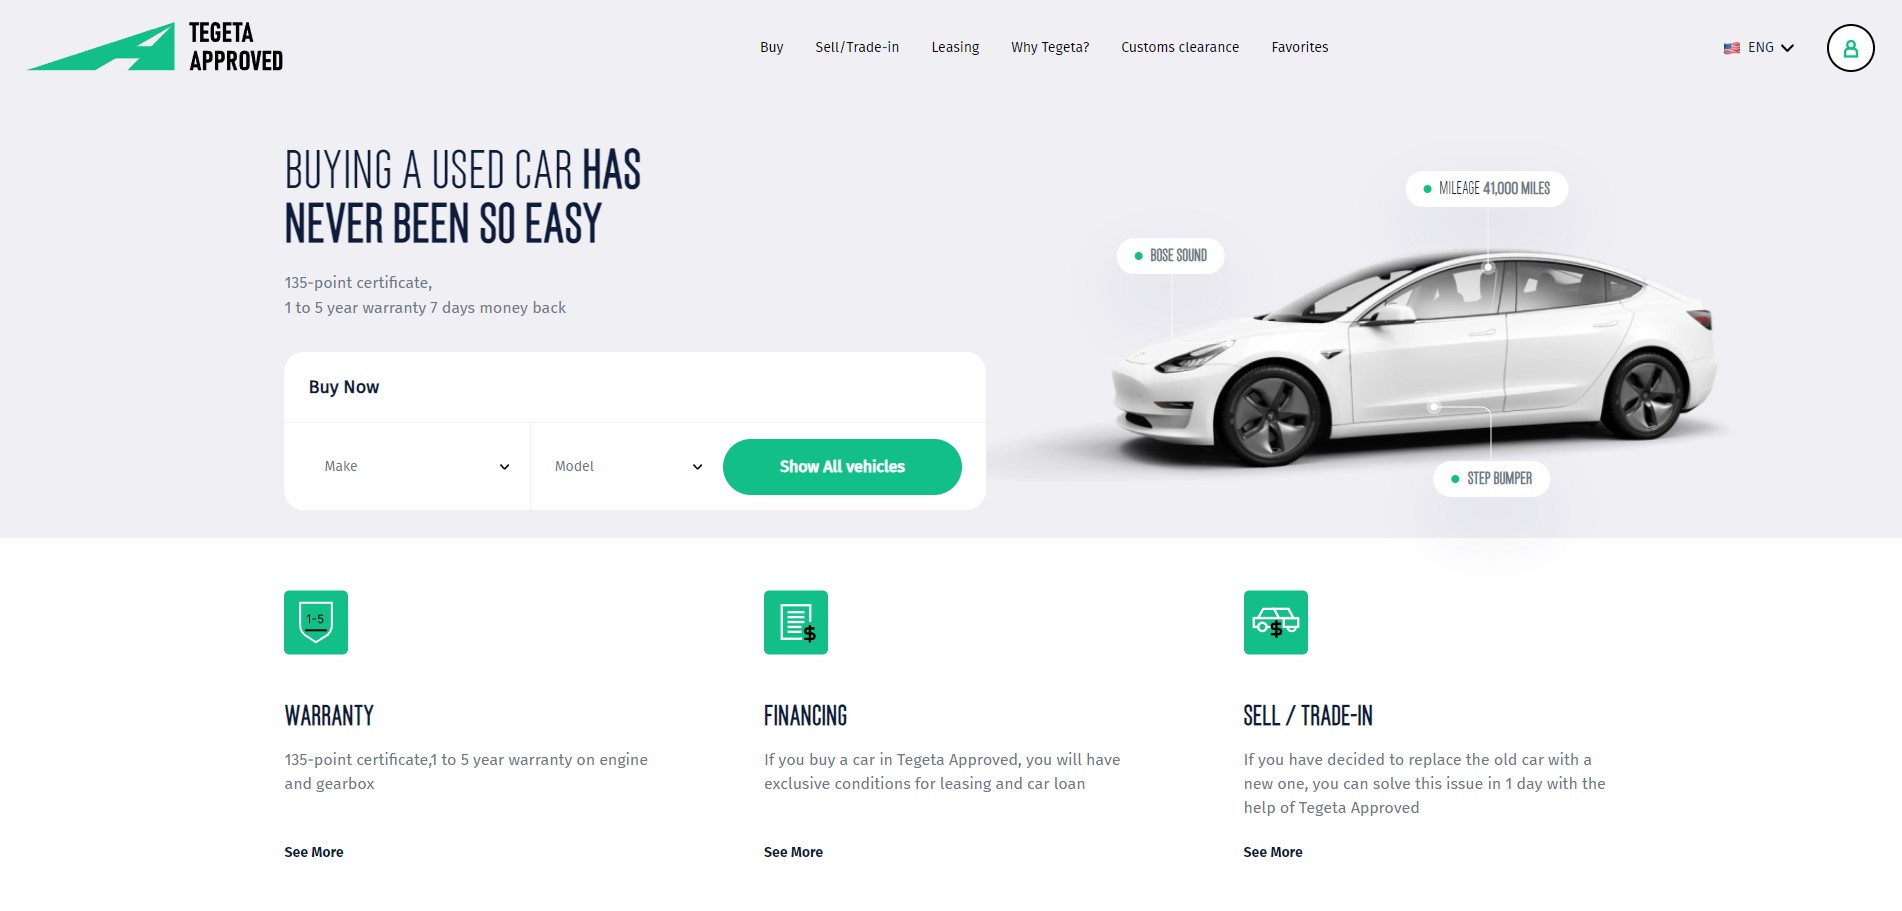 TEGETA
APPROVED
Buy
Sell/Trade-in
Leasing
Why Tegeta?
Customs clearance
Favorites
ENG
BUYING A USED CAR HAS
NEVER BEEN SO EASY
135-point certificate,
1 to 5 year warranty 7 days money back
Buy Now
Make
Model
Show All vehicles
MILEAGE 41,000 MILES
BOSE SOUND
STEP BUMPER
1-5
$
$
WARRANTY
135-point certificate,1 to 5 year warranty on engine
and gearbox
See More
FINANCING
If you buy a car in Tegeta Approved, you will have
exclusive conditions for leasing and car loan
See More
SELL / TRADE-IN
If you have decided to replace the old car with a
new one, you can solve this issue in 1 day with the
help of Tegeta Approved
See More